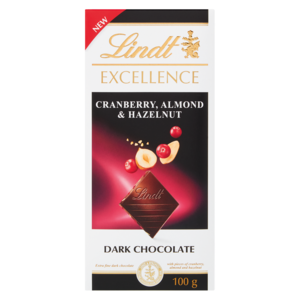 NEW
Lindt
EXCELLENCE
CRANBERRY, ALMOND
& HAZELNUT
Lindt
DARK CHOCOLATE
100 g